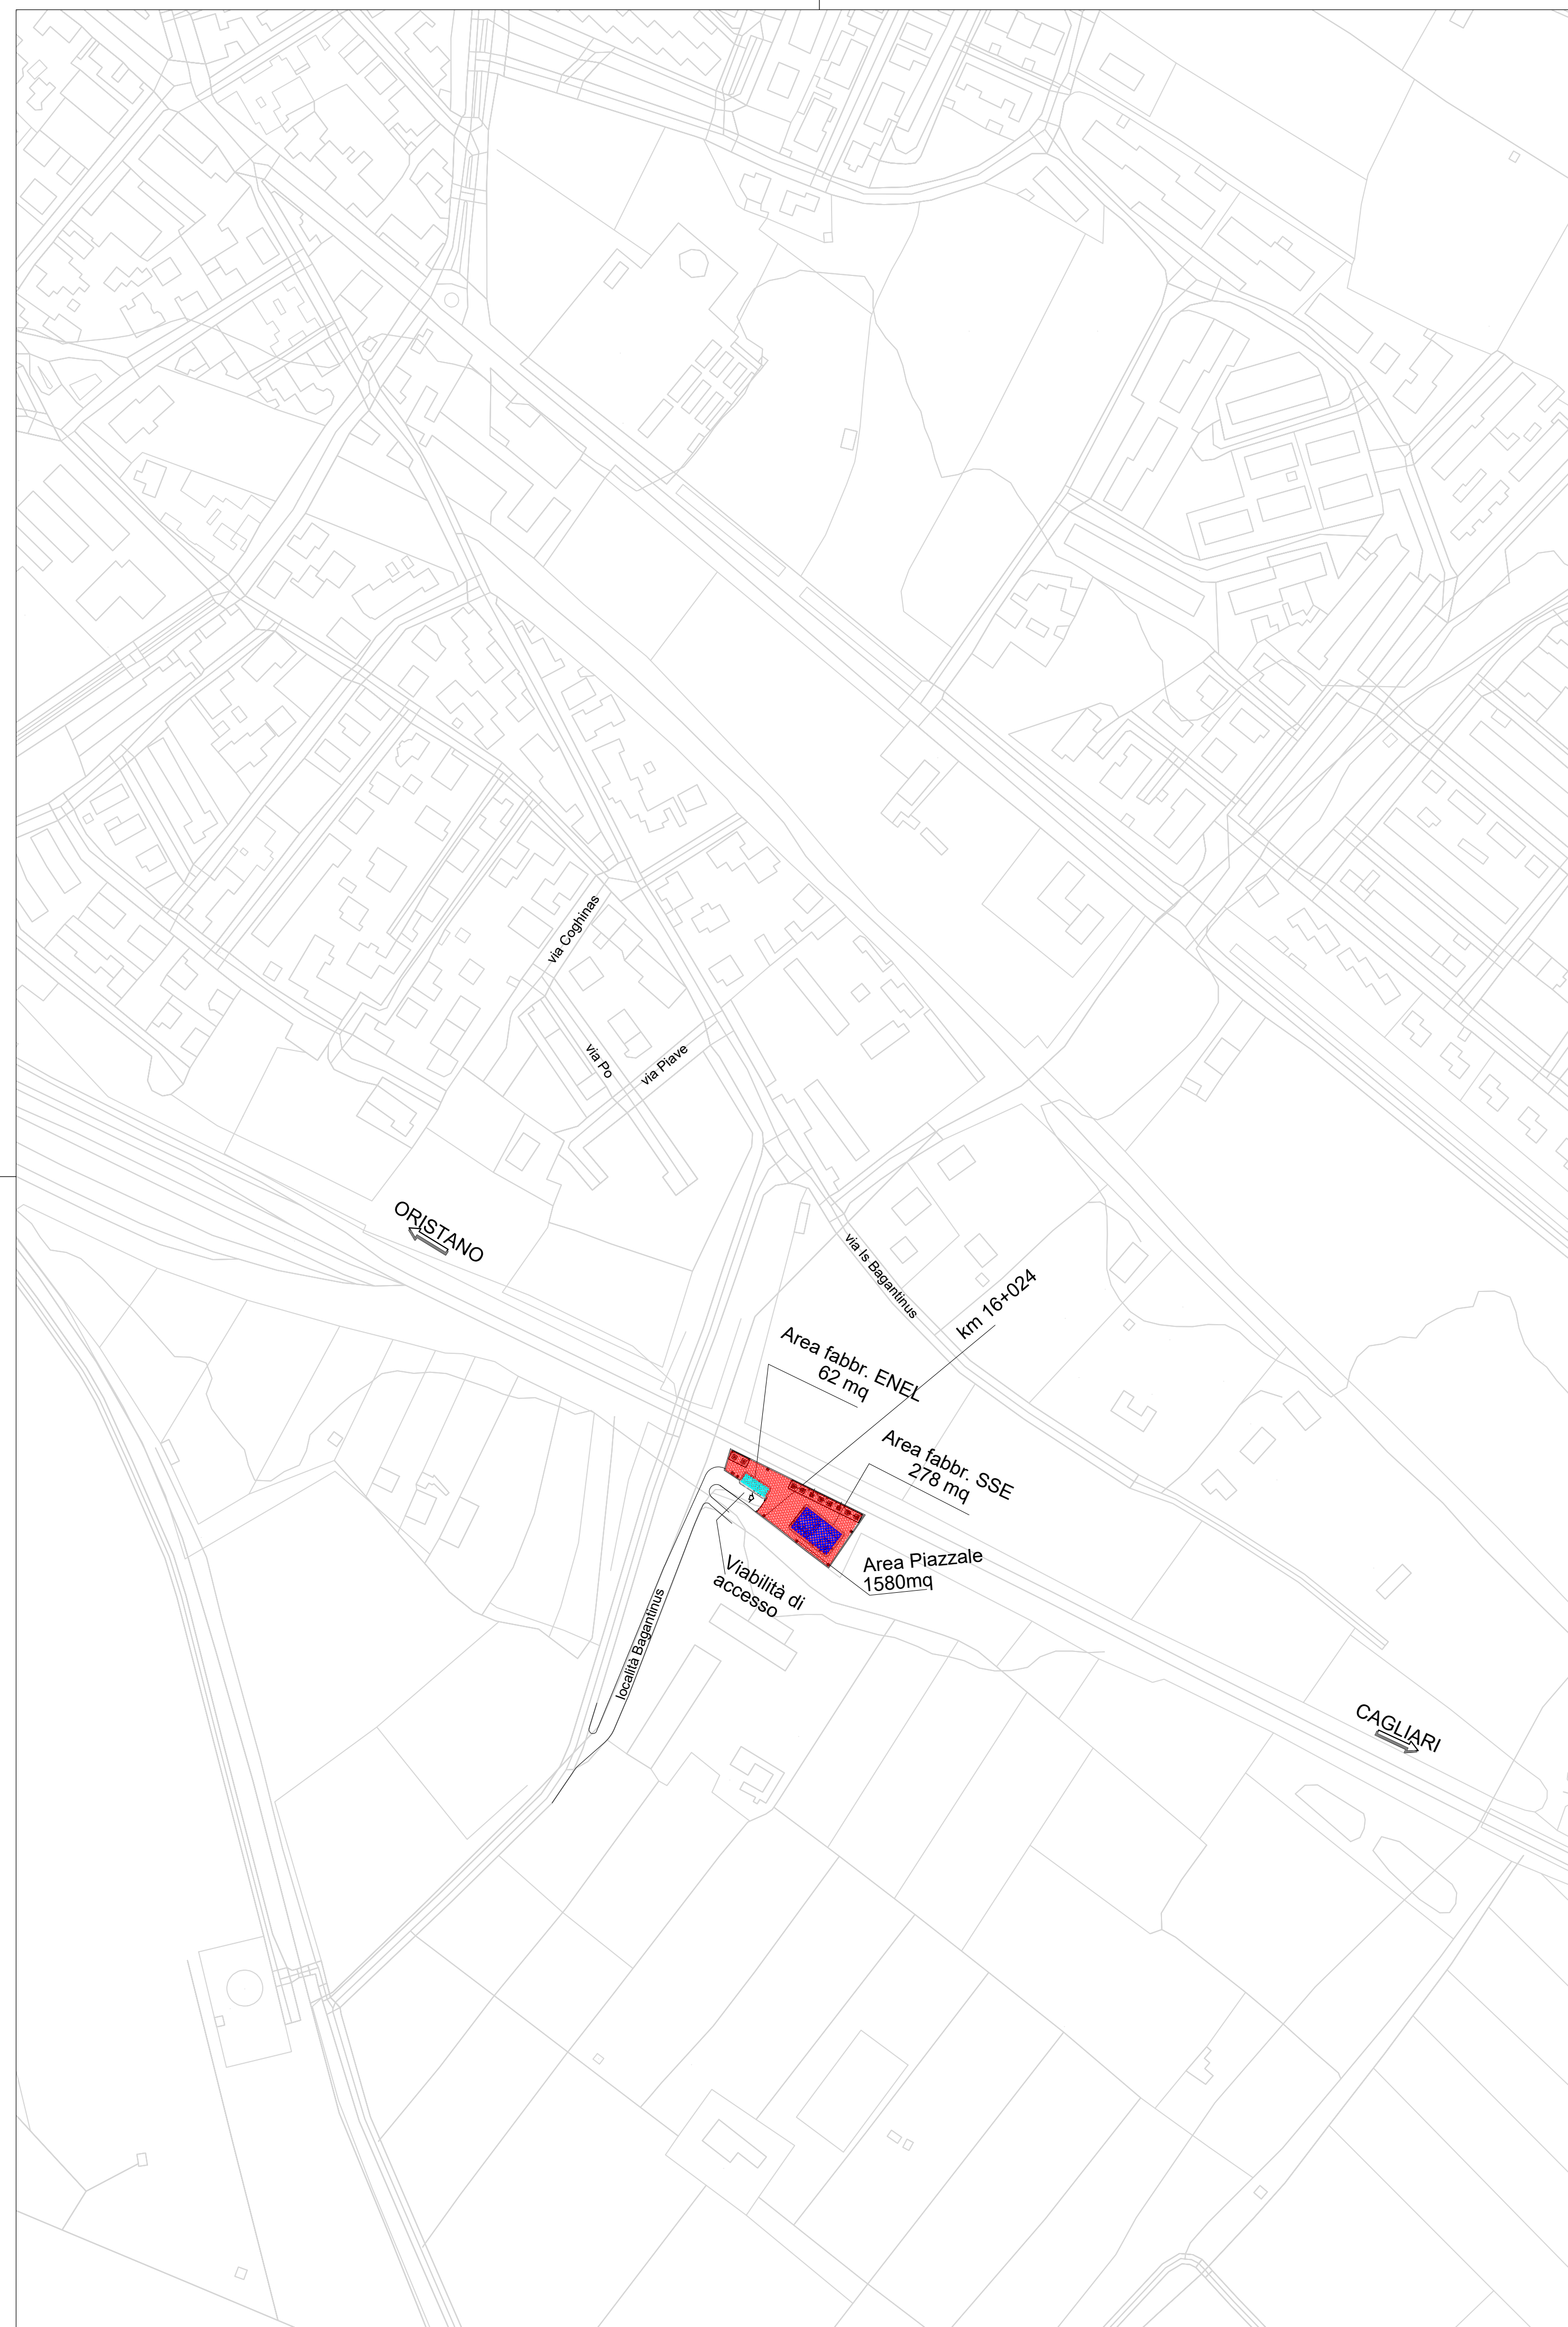 via Coghinas
via Po
via Piave
ORISTANO
via Is Bagantinus
km 16+024
Area fabbr. ENEL
62 mq
Area fabbr. SSE
278 mq
Area Piazzale
1580mq
Viabilità di
accesso
località Bagantinus
CAGLIARI